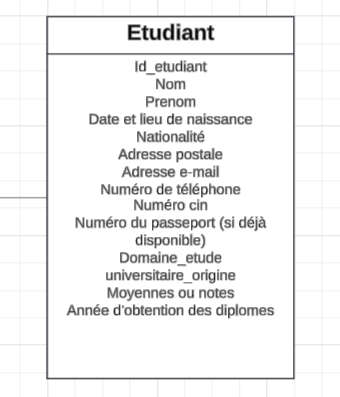 Etudiant
Id_etudiant
Nom
Prenom
Date et lieu de naissance
Nationalité
Adresse postale
Adresse e-mail
Numéro de téléphone
Numéro cin
Numéro du passeport (si déjà
disponible)
Domaine_etude
universitaire_origine
Moyennes ou notes
Année d'obtention des diplomes